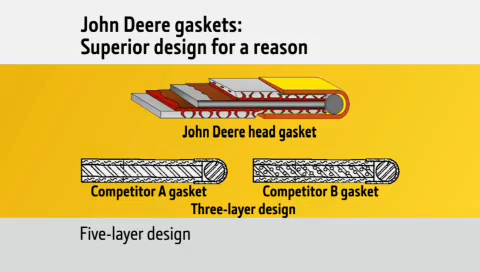 John Deere gaskets:
Superior design for a reason
John Deere head gasket
Competitor A gasket
Competitor B gasket
Three-layer design
Five-layer design